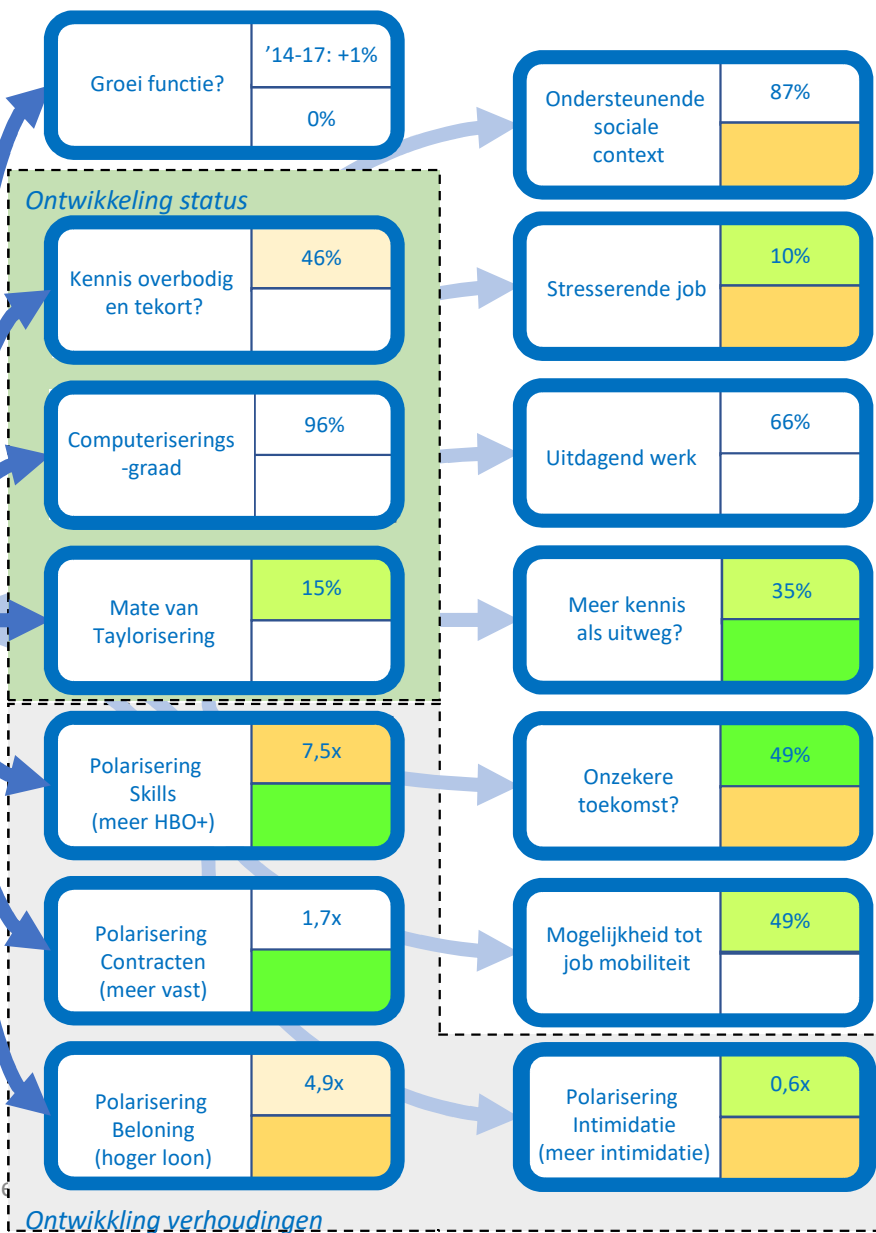 Groei functie?
’14-17: +1%
0%
Ondersteunende
sociale
context
87%
Ontwikkeling status
Kennis overbodig
en tekort?
46%
Stresserende job
10%
Computeriserings
-graad
96%
Uitdagend werk
66%
Mate van
Taylorisering
15%
Meer kennis
als uitweg?
35%
Polarisering
Skills
(meer HBO+)
7,5x
Onzekere
toekomst?
49%
Polarisering
Contracten
(meer vast)
1,7x
Mogelijkheid tot
job mobiliteit
49%
Polarisering
Beloning
(hoger loon)
4,9x
Polarisering
Intimidatie
(meer intimidatie)
0,6x
Ontwikkling verhoudingen